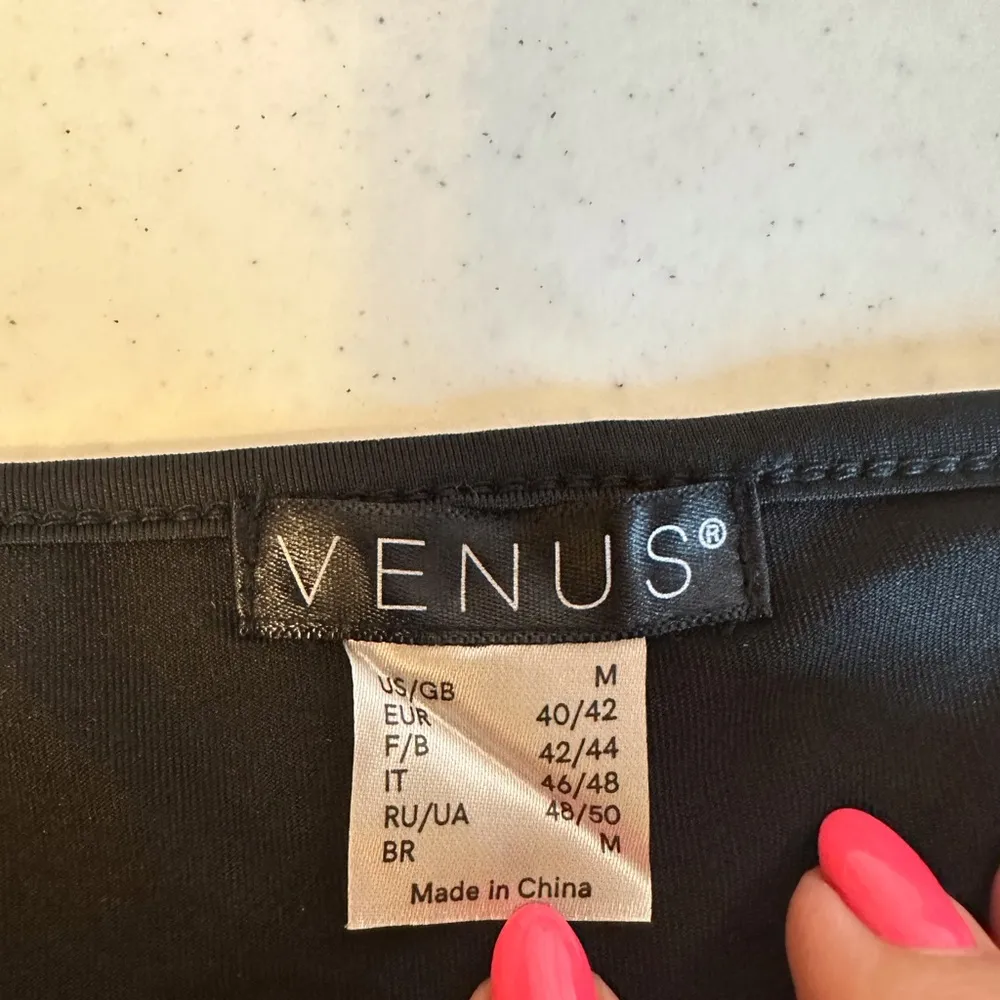 VENUS®
US/GB M
EUR 40/42
F/B 42/44
IT 46/48
RU/UA 48/50
BR M
Made in China